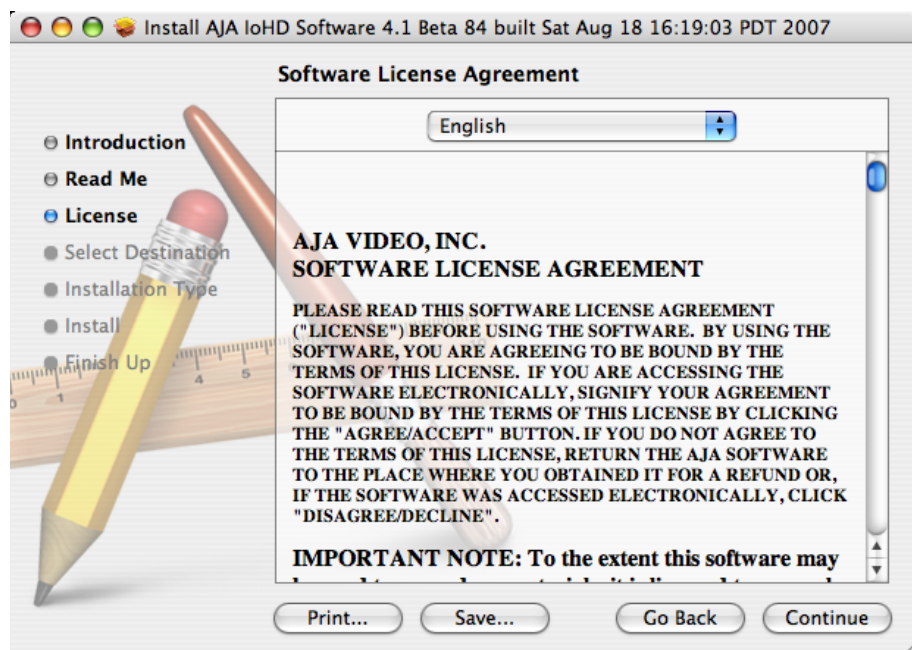 Install AJA IoHD Software 4.1 Beta 84 built Sat Aug 18 16:19:03 PDT 2007
Software License Agreement
Introduction
Read Me
License
Select Destination
Installation Type
Install
Finish Up
English
AJA VIDEO, INC.
SOFTWARE LICENSE AGREEMENT
PLEASE READ THIS SOFTWARE LICENSE AGREEMENT
("LICENSE") BEFORE USING THE SOFTWARE.  BY USING THE
SOFTWARE, YOU ARE AGREEING TO BE BOUND BY THE
TERMS OF THIS LICENSE.  IF YOU ARE ACCESSING THE
SOFTWARE ELECTRONICALLY, SIGNIFY YOUR AGREEMENT
TO BE BOUND BY THE TERMS OF THIS LICENSE BY CLICKING
THE "AGREE/ACCEPT" BUTTON. IF YOU DO NOT AGREE TO
THE TERMS OF THIS LICENSE, RETURN THE AJA SOFTWARE
TO THE PLACE WHERE YOU OBTAINED IT FOR A REFUND OR,
IF THE SOFTWARE WAS ACCESSED ELECTRONICALLY, CLICK
"DISAGREE/DECLINE".
IMPORTANT NOTE: To the extent this software may
Print...
Save...
Go Back
Continue